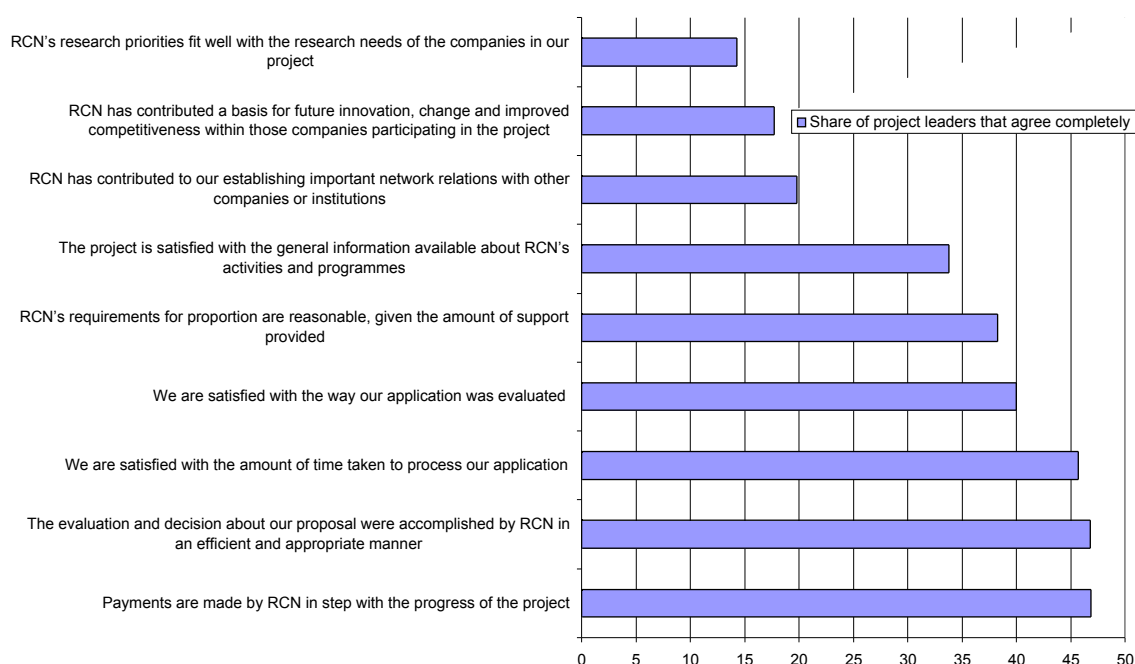 RCN's research priorities fit well with the research needs of the companies in our
project
RCN has contributed a basis for future innovation, change and improved
competitiveness within those companies participating in the project
Share of project leaders that agree completely
RCN has contributed to our establishing important network relations with other
companies or institutions
The project is satisfied with the general information available about RCN's
activities and programmes
RCN's requirements for proportion are reasonable, given the amount of support
provided
We are satisfied with the way our application was evaluated
We are satisfied with the amount of time taken to process our application
The evaluation and decision about our proposal were accomplished by RCN in
an efficient and appropriate manner
Payments are made by RCN in step with the progress of the project
0 5 10 15 20 25 30 35 40 45 50